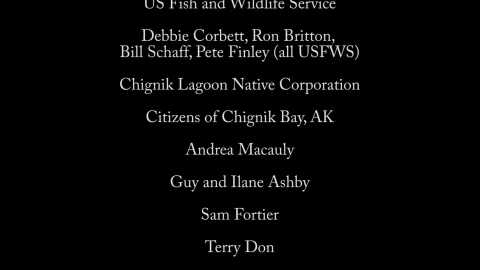 US Fish and Wildlife Service
Debbie Corbett, Ron Britton,
Bill Schaff, Pete Finley (all USFWS)
Chignik Lagoon Native Corporation
Citizens of Chignik Bay, AK
Andrea Macauly
Guy and Ilane Ashby
Sam Fortier
Terry Don